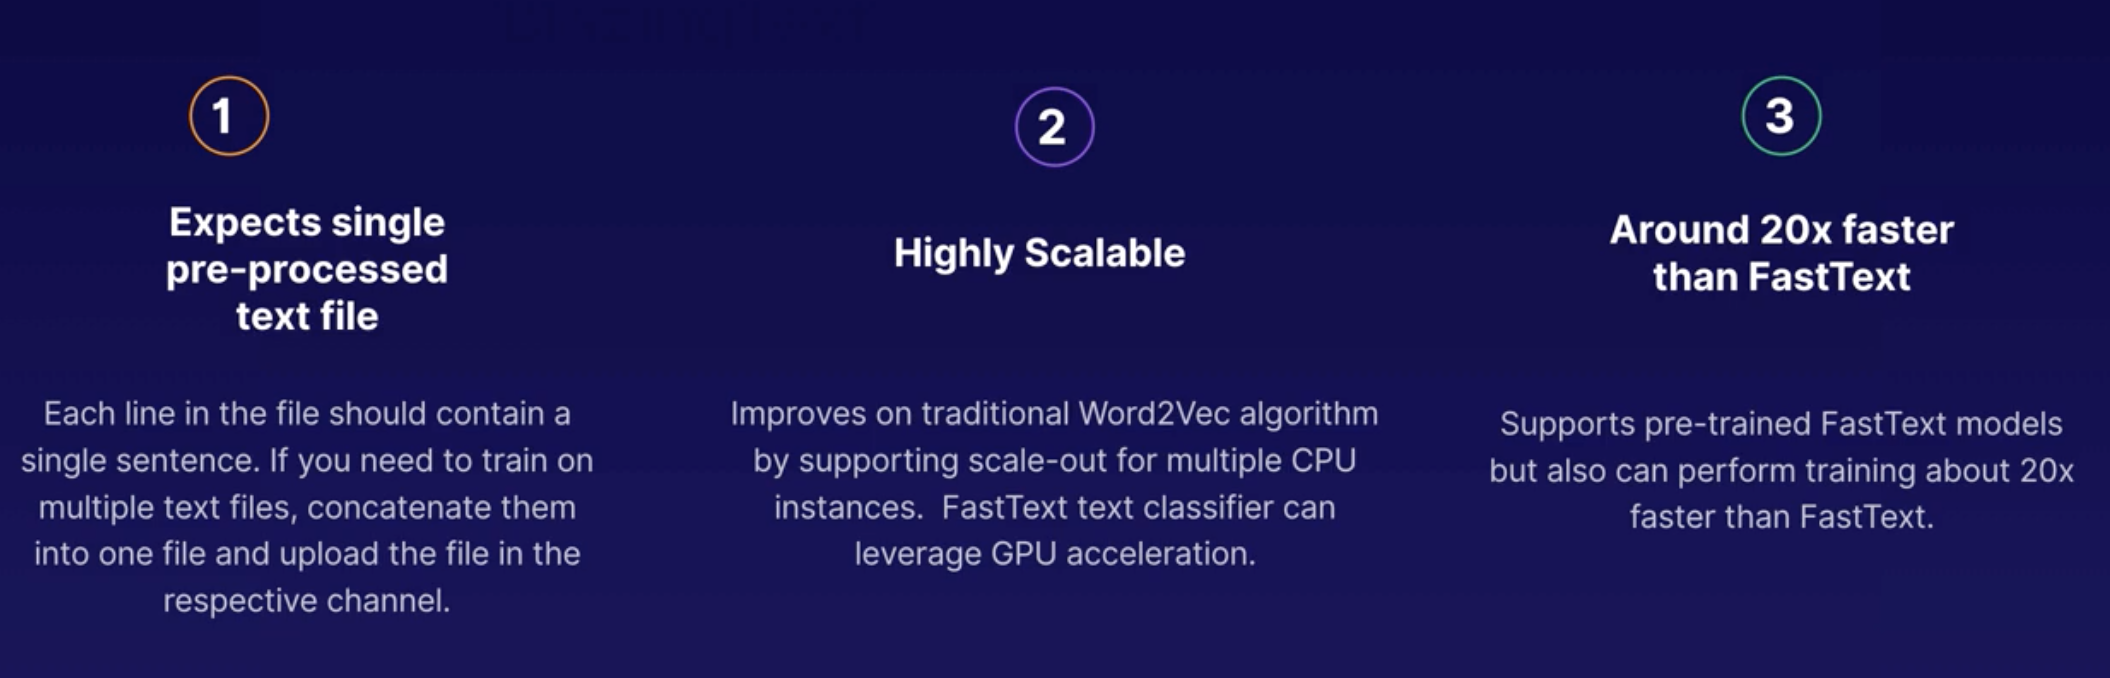 1
Expects single
pre-processed
text file
Each line in the file should contain a
single sentence. If you need to train on
multiple text files, concatenate them
into one file and upload the file in the
respective channel.
2
Highly Scalable
Improves on traditional Word2Vec algorithm
by supporting scale-out for multiple CPU
instances.  FastText text classifier can
leverage GPU acceleration.
3
Around 20x faster
than FastText
Supports pre-trained FastText models
but also can perform training about 20x
faster than FastText.